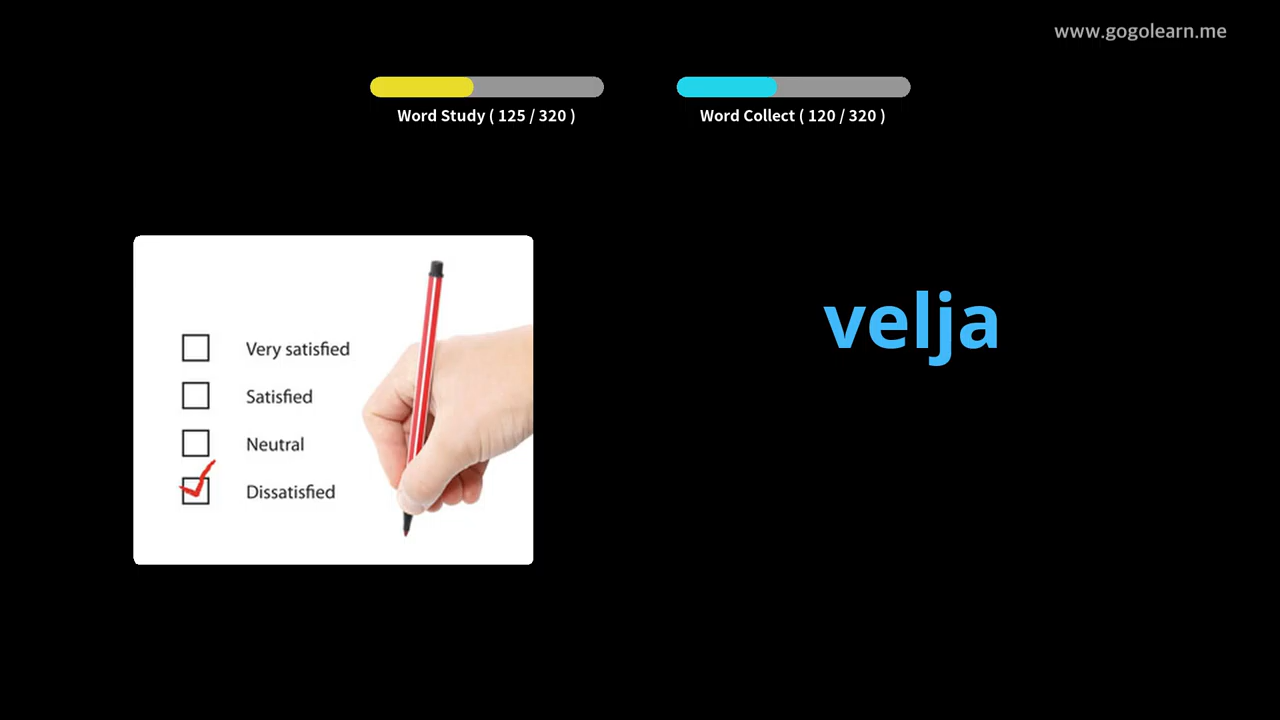 www.gogolearn.me
Word Study ( 125 / 320 )
Word Collect ( 120 / 320 )
velja
Very satisfied
Satisfied
Neutral
Dissatisfied